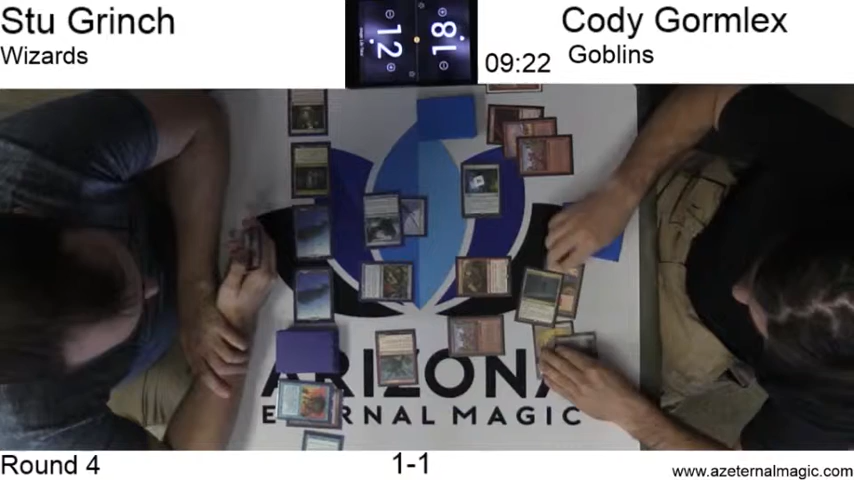 Stu Grinch
Wizards
12
18
09:22
Cody Gormlex
Goblins
ARIZONA
ETERNAL MAGIC
Round 4
1-1
www.azeternalmagic.com